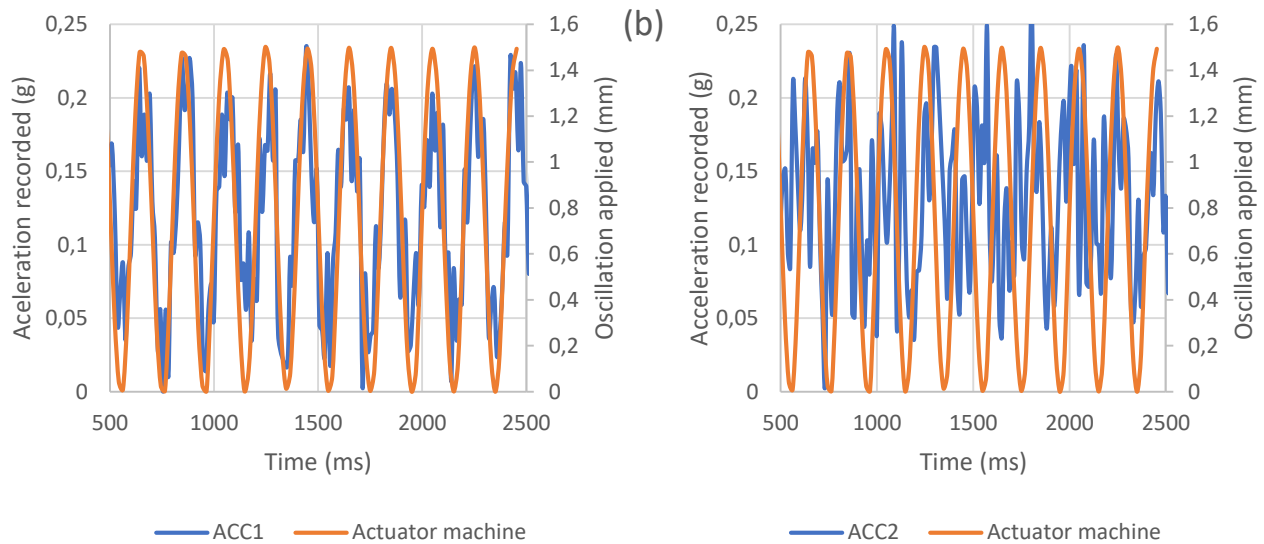 (b)
0,25
0,2
0,15
0,1
0,05
0
Aceleration recorded (g)
1,6
1,4
1,2
1
0,8
0,6
0,4
0,2
0
Oscillation applied (mm)
500 1000 1500 2000 2500
Time (ms)
ACC1 Actuator machine
0,25
0,2
0,15
0,1
0,05
0
Acceleration recorded (g)
1,6
1,4
1,2
1
0,8
0,6
0,4
0,2
0
Oscillation applied (mm)
500 1000 1500 2000 2500
Time (ms)
ACC2 Actuator machine